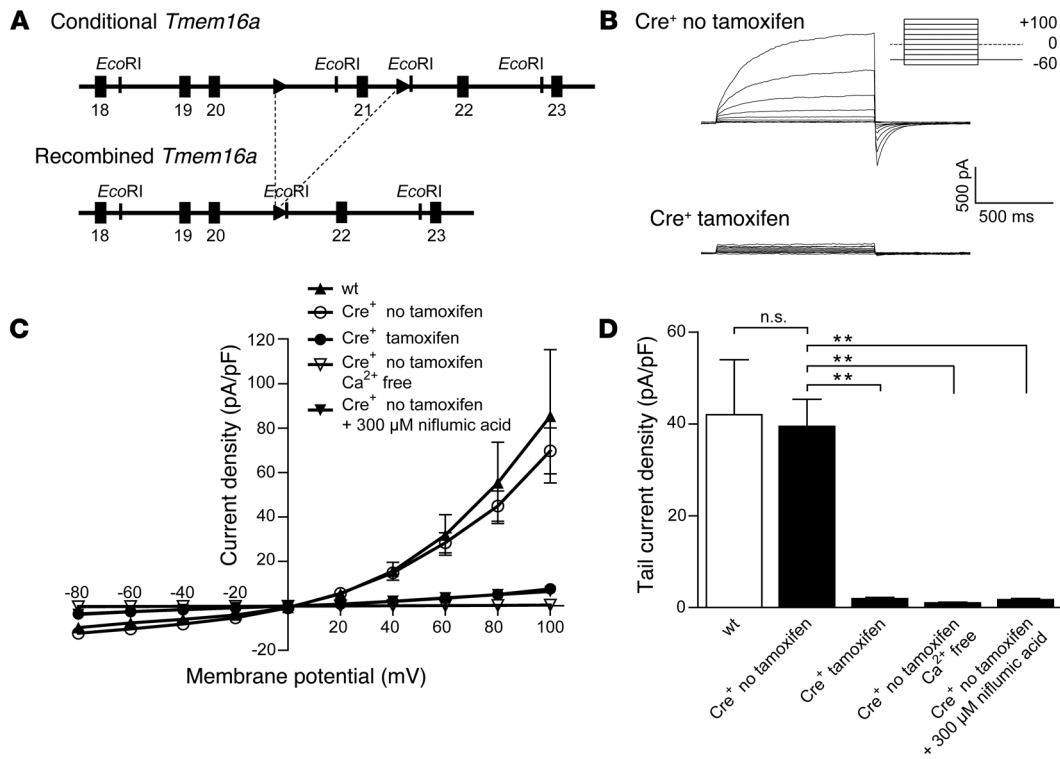 A
Conditional Tmem16a
EcoRI EcoRI EcoRI EcoRI
18 19 20 21 22 23
Recombined Tmem16a
EcoRI EcoRI EcoRI
18 19 20 22 23
B
Cre⁺ no tamoxifen
+100
0
-60
Cre⁺ tamoxifen
500 pA
500 ms
C
wt
Cre⁺ no tamoxifen
Cre⁺ tamoxifen
Cre⁺ no tamoxifen
Ca²⁺ free
Cre⁺ no tamoxifen
+ 300 µM niflumic acid
Current density (pA/pF)
120
100
80
60
40
20
-20
-80 -60 -40 -20
20 40 60 80 100
Membrane potential (mV)
D
n.s.
**
**
**
Tail current density (pA/pF)
60
40
20
0
wt
Cre⁺ no tamoxifen
Cre⁺ tamoxifen
Cre⁺ no tamoxifen
Ca²⁺ free
Cre⁺ no tamoxifen
+ 300 µM niflumic acid